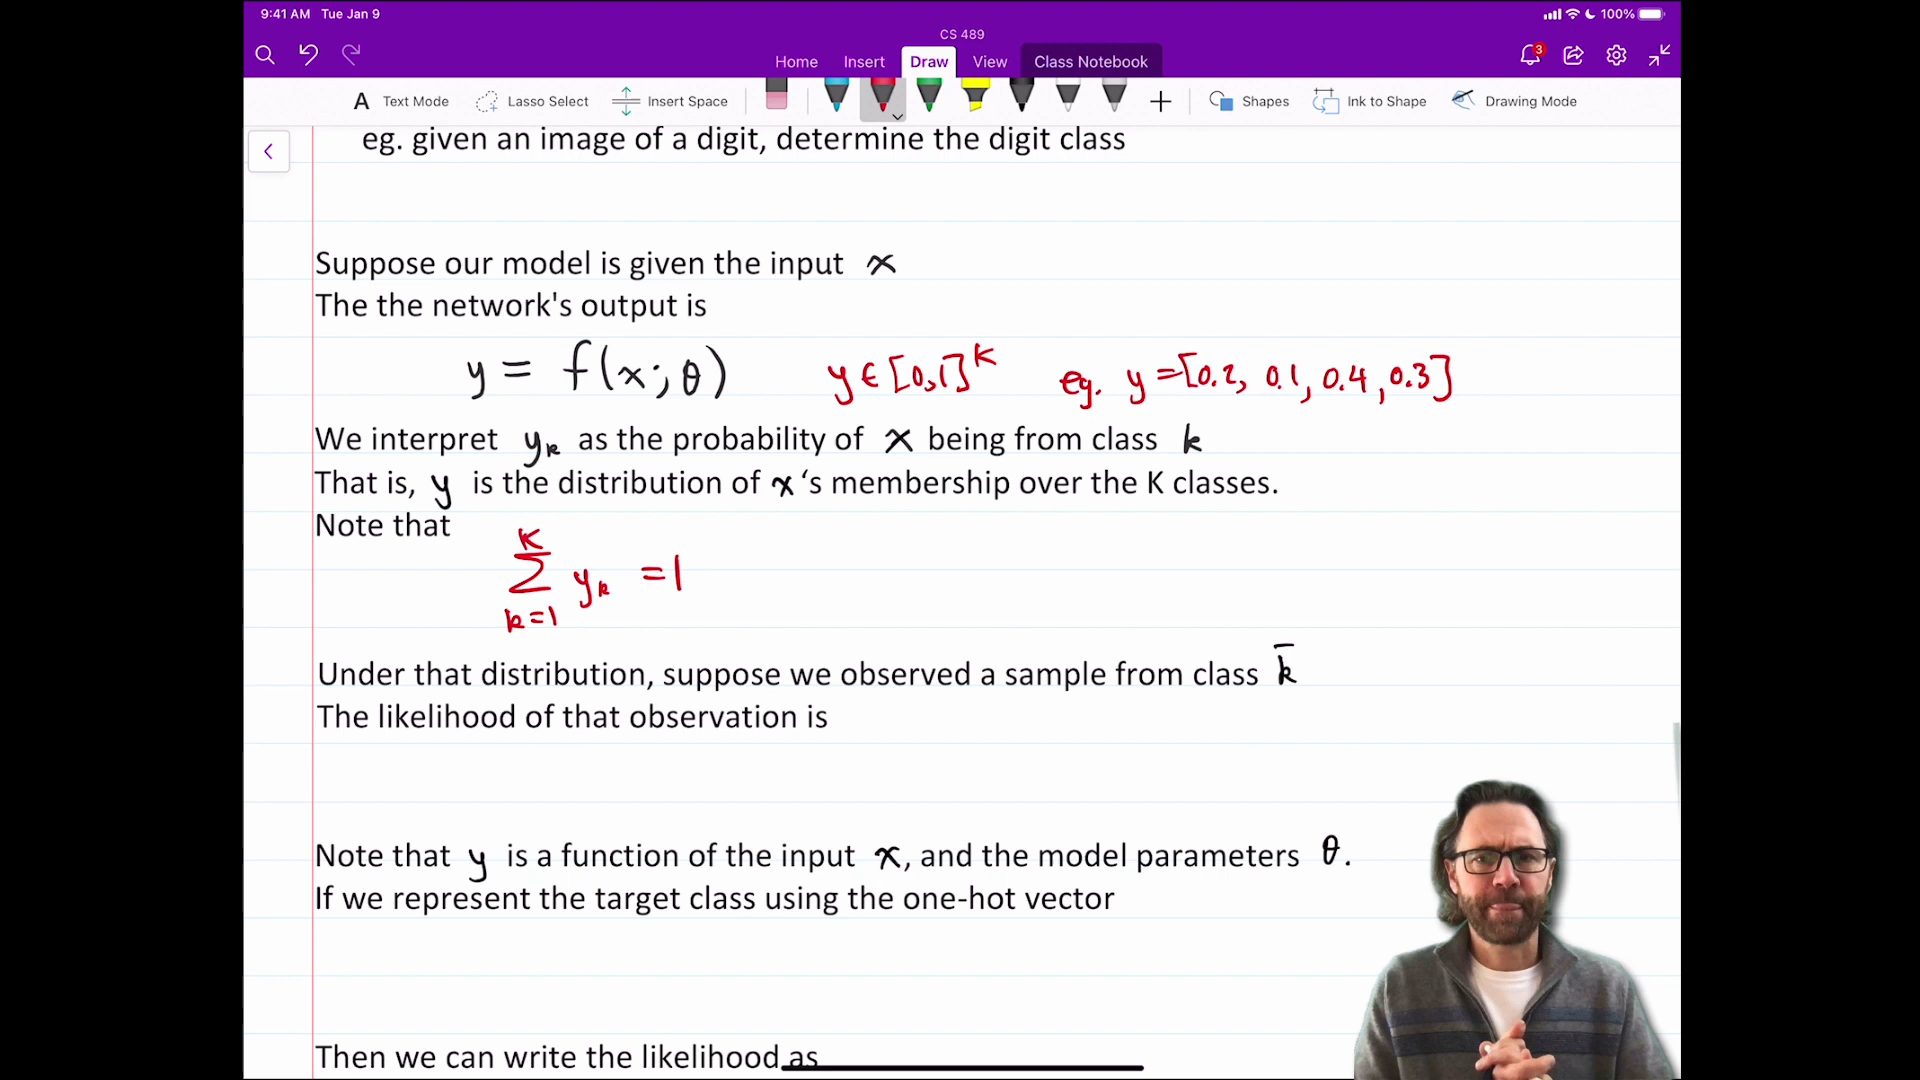 9:41 AM Tue Jan 9
100%
CS 489
Home Insert Draw View Class Notebook
3
Text Mode Lasso Select Insert Space Shapes Ink to Shape Drawing Mode
eg. given an image of a digit, determine the digit class
Suppose our model is given the input x
The the network's output is
y = f(x; θ) y ∈ [0,1]^K eg. y = [0.2, 0.1, 0.4, 0.3]
We interpret y_k as the probability of x being from class k
That is, y is the distribution of x‘s membership over the K classes.
Note that
K
Σ y_k = 1
k=1
Under that distribution, suppose we observed a sample from class k̄
The likelihood of that observation is
Note that y is a function of the input x, and the model parameters θ.
If we represent the target class using the one-hot vector
Then we can write the likelihood as